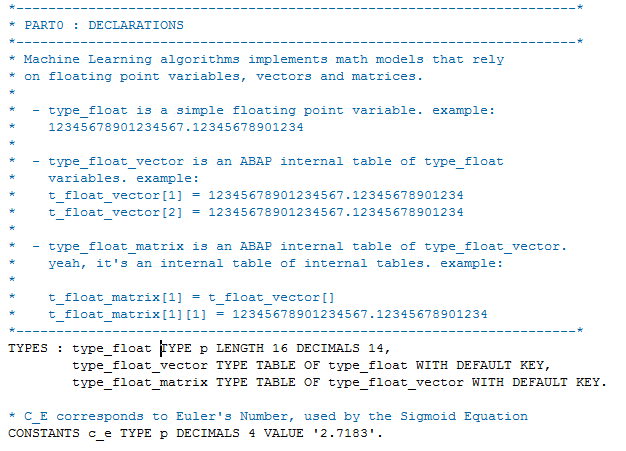 *----------------------------------------------------------------------*
* PART0 : DECLARATIONS
*----------------------------------------------------------------------*
* Machine Learning algorithms implements math models that rely
* on floating point variables, vectors and matrices.
*
*  - type_float is a simple floating point variable. example:
*    12345678901234567.12345678901234
*
*  - type_float_vector is an ABAP internal table of type_float
*    variables. example:
*    t_float_vector[1] = 12345678901234567.12345678901234
*    t_float_vector[2] = 12345678901234567.12345678901234
*
*  - type_float_matrix is an ABAP internal table of type_float_vector.
*    yeah, it's an internal table of internal tables. example:
*
*    t_float_matrix[1] = t_float_vector[]
*    t_float_matrix[1][1] = 12345678901234567.12345678901234
*----------------------------------------------------------------------*
TYPES : type_float TYPE p LENGTH 16 DECIMALS 14,
        type_float_vector TYPE TABLE OF type_float WITH DEFAULT KEY,
        type_float_matrix TYPE TABLE OF type_float_vector WITH DEFAULT KEY.

* C_E corresponds to Euler's Number, used by the Sigmoid Equation
CONSTANTS c_e TYPE p DECIMALS 4 VALUE '2.7183'.